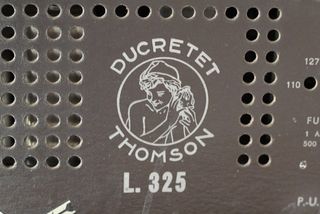 DUCRETET
THOMSON
L. 325
127
110
FU
1 A
500
P.-U.